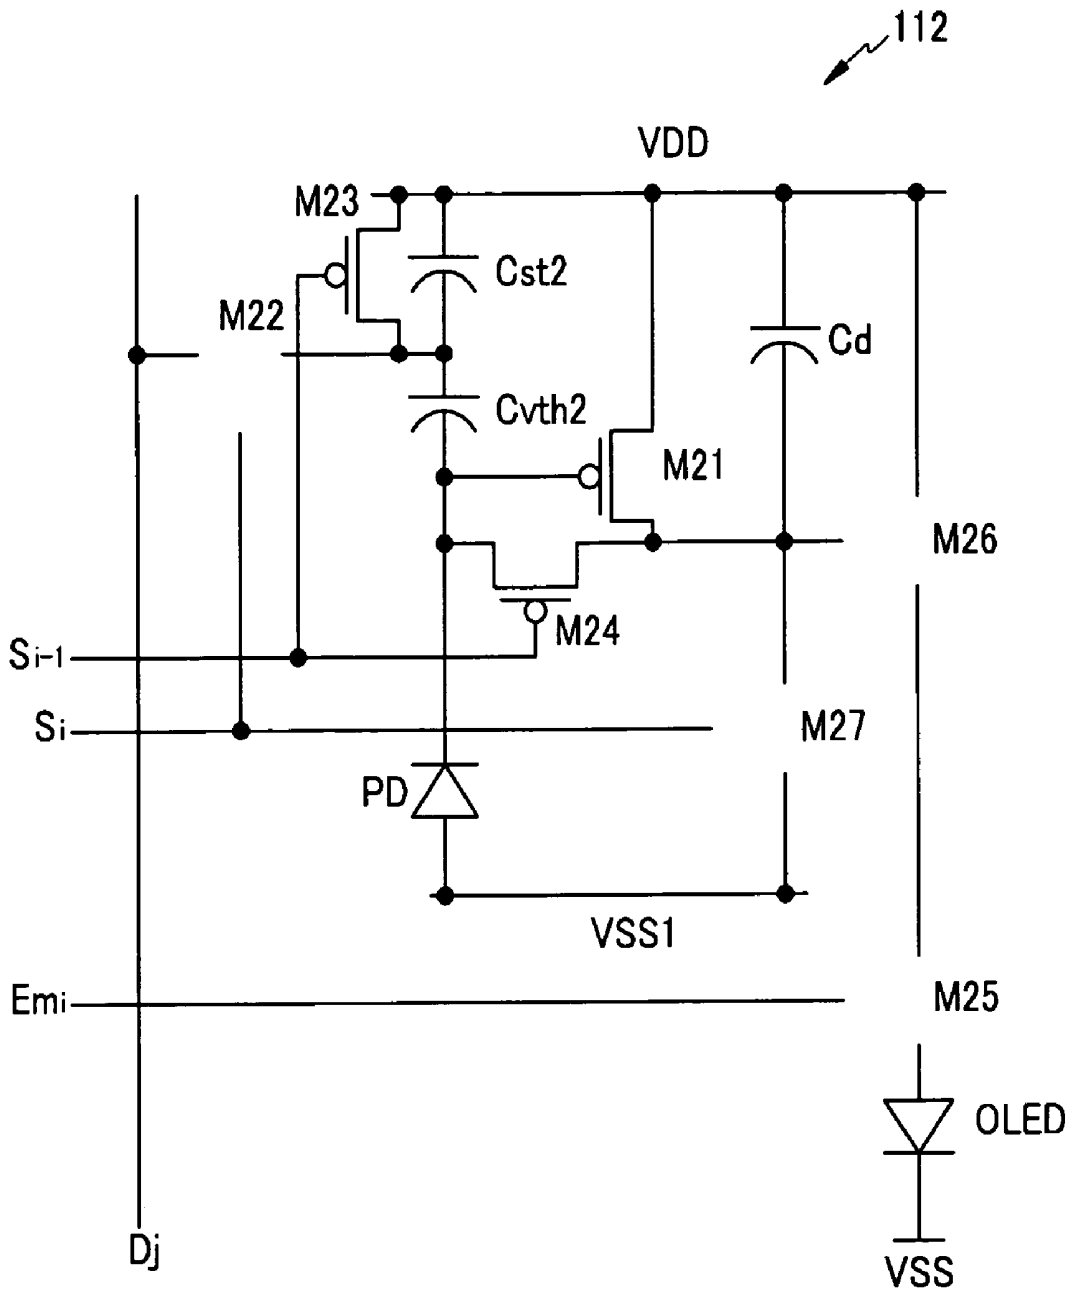 112
VDD
M23
Cst2
M22
Cd
Cvth2
M21
M26
M24
Si-1
Si
M27
PD
VSS1
Emi
M25
OLED
Dj
VSS